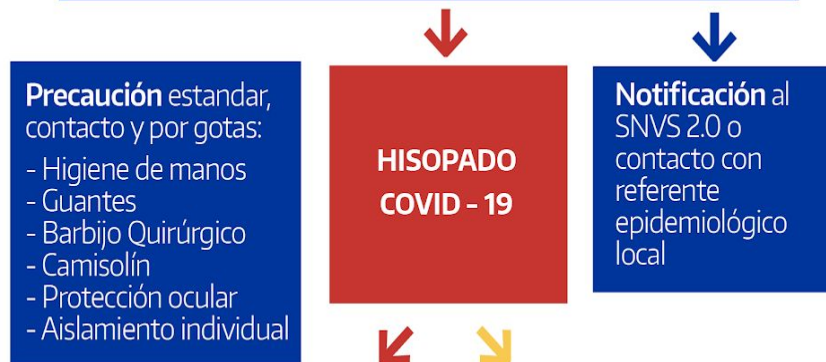 Precaución estandar,
contacto y por gotas:
- Higiene de manos
- Guantes
- Barbijo Quirúrgico
- Camisolín
- Protección ocular
- Aislamiento individual
HISOPADO
COVID - 19
Notificación al
SNVS 2.0 o
contacto con
referente
epidemiológico
local